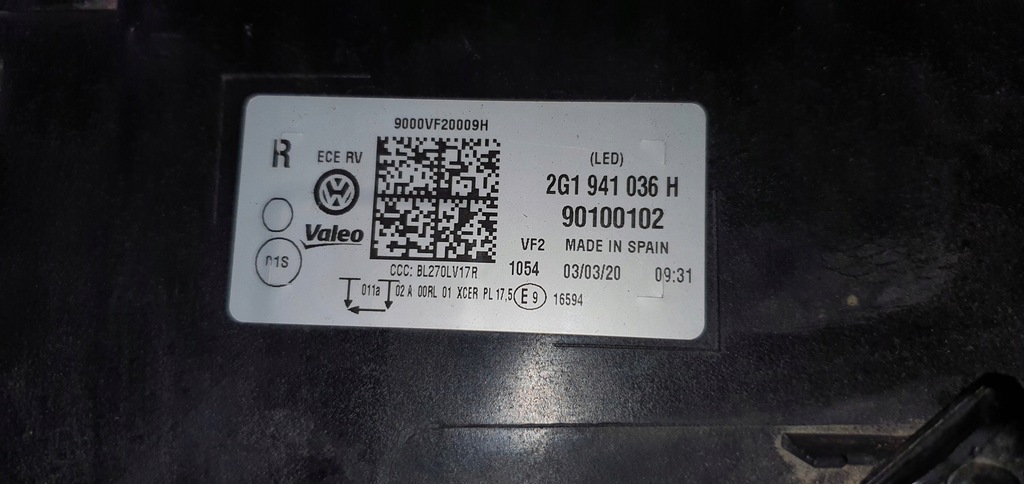 9000VF20009H
R
ECE RV
(LED)
2G1 941 036 H
90100102
Valeo
VF2 MADE IN SPAIN
01S
CCC: BL270LV17R
1054 03/03/20 09:31
011a 02 A 00RL 01 XCER PL 17,5 E9 16594